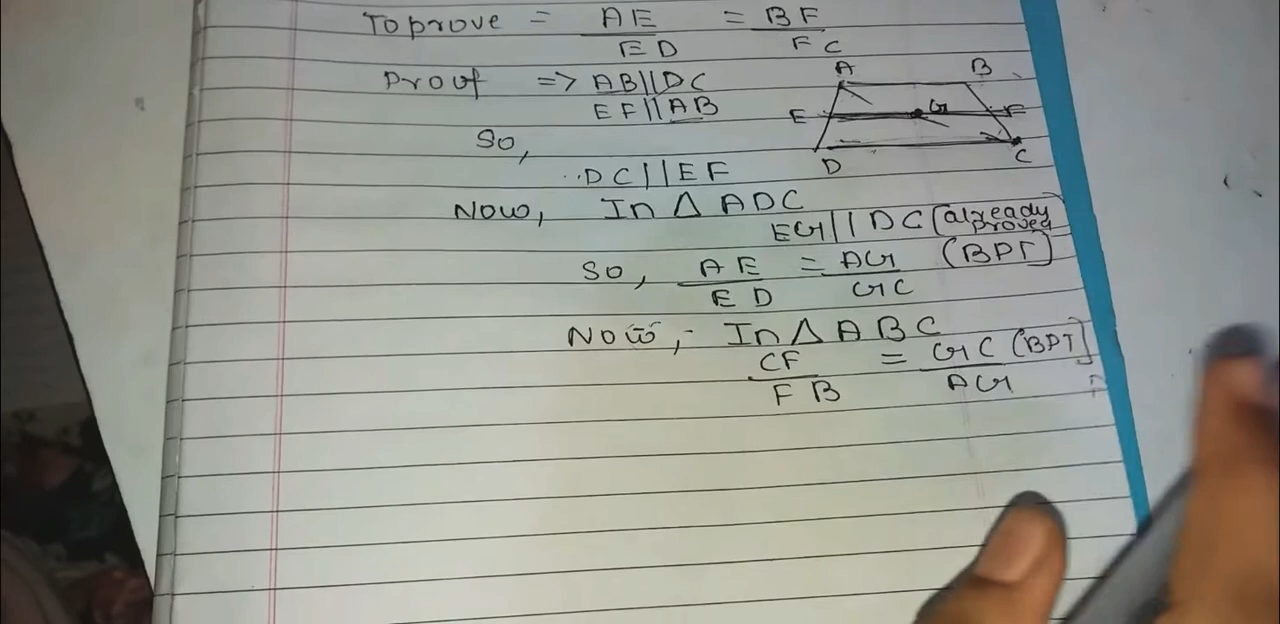 To prove = AE/ED = BF/FC
Proof => AB||DC
EF||AB
So,
DC||EF
Now, In Δ ADC
EG||DC (already proved)
So, AE/ED = AG/GC (BPT)
Now, In Δ ABC
CF/FB = GC/AG (BPT)
A B
E G F
D C